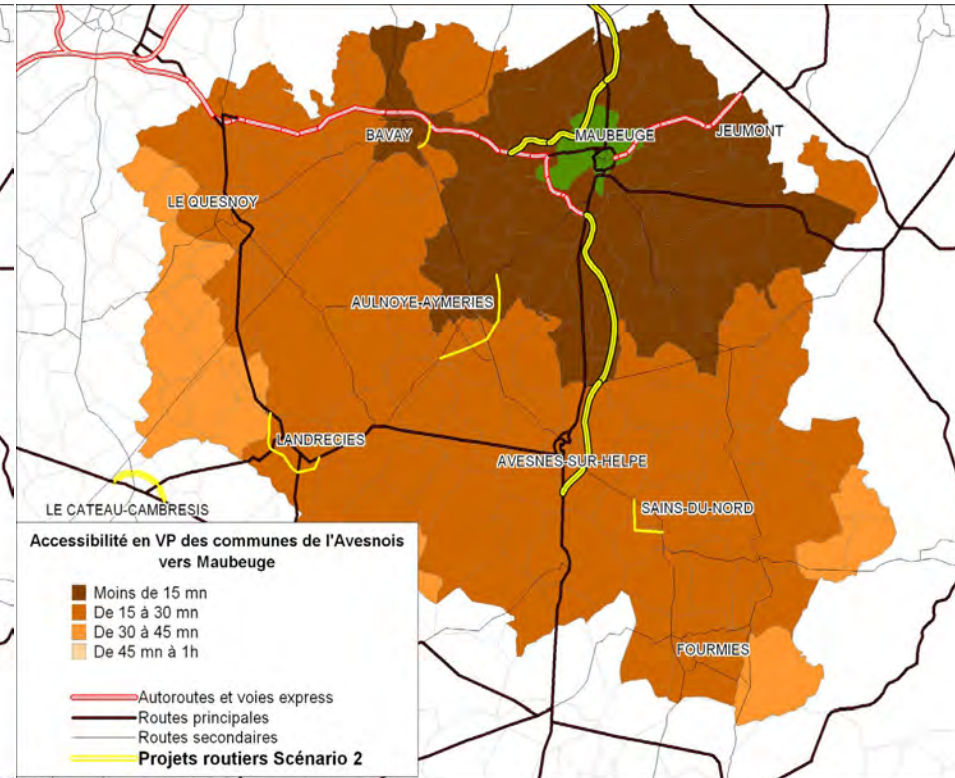 BAVAY
MAUBEUGE
JEUMONT
LE QUESNOY
AULNOYE-AYMERIES
LANDRECIES
AVESNES-SUR-HELPE
LE CATEAU-CAMBRESIS
SAINS-DU-NORD
FOURMIES
Accessibilité en VP des communes de l'Avesnois
vers Maubeuge
Moins de 15 mn
De 15 à 30 mn
De 30 à 45 mn
De 45 mn à 1h
Autoroutes et voies express
Routes principales
Routes secondaires
Projets routiers Scénario 2